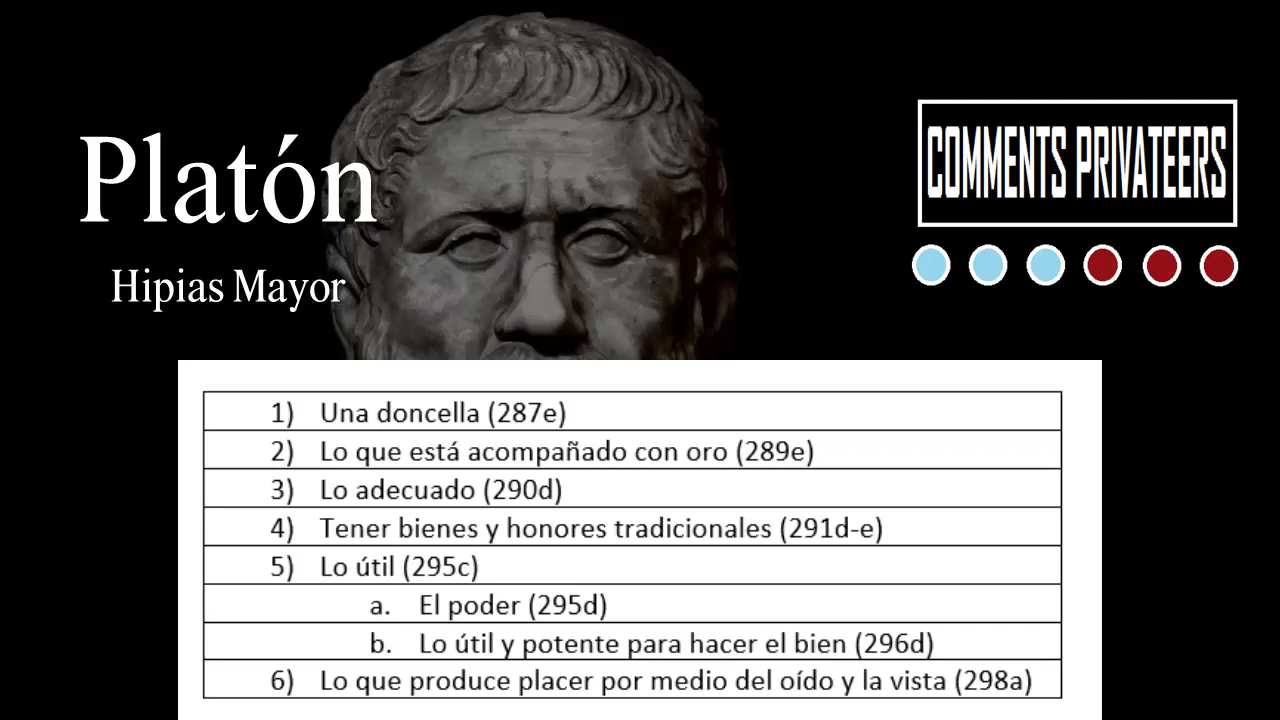 Platón
Hipias Mayor
COMMENTS PRIVATEERS
1) Una doncella (287e)
2) Lo que está acompañado con oro (289e)
3) Lo adecuado (290d)
4) Tener bienes y honores tradicionales (291d-e)
5) Lo útil (295c)
a. El poder (295d)
b. Lo útil y potente para hacer el bien (296d)
6) Lo que produce placer por medio del oído y la vista (298a)